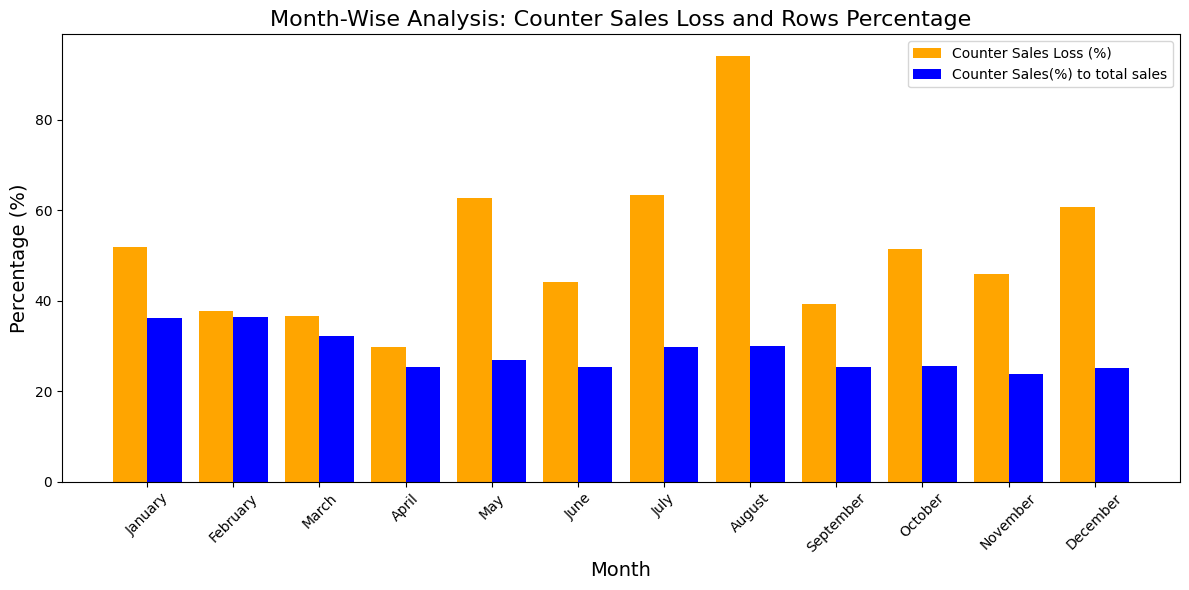 Month-Wise Analysis: Counter Sales Loss and Rows Percentage
Counter Sales Loss (%)
Counter Sales(%) to total sales
Percentage (%)
80
60
40
20
0
January
February
March
April
May
June
July
August
September
October
November
December
Month